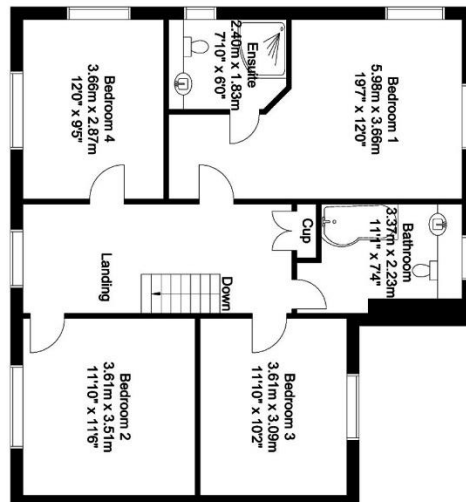 Bedroom 4
3.66m x 2.87m
12'0" x 9'5"
Ensuite
2.40m x 1.83m
7'10" x 6'0"
Bedroom 1
5.98m x 3.66m
19'7" x 12'0"
Landing
Down
Cup
Bathroom
3.37m x 2.23m
11'1" x 7'4"
Bedroom 2
3.61m x 3.51m
11'10" x 11'6"
Bedroom 3
3.61m x 3.09m
11'10" x 10'2"